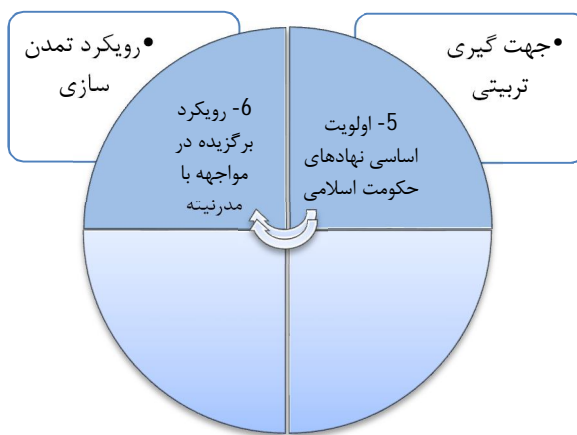 •جهت گیری
تربیتی
•رویکرد تمدن
سازی
5- اولویت
اساسی نهادهای
حکومت اسلامی
6- رویکرد
برگزیده در
مواجهه با
مدرنیته